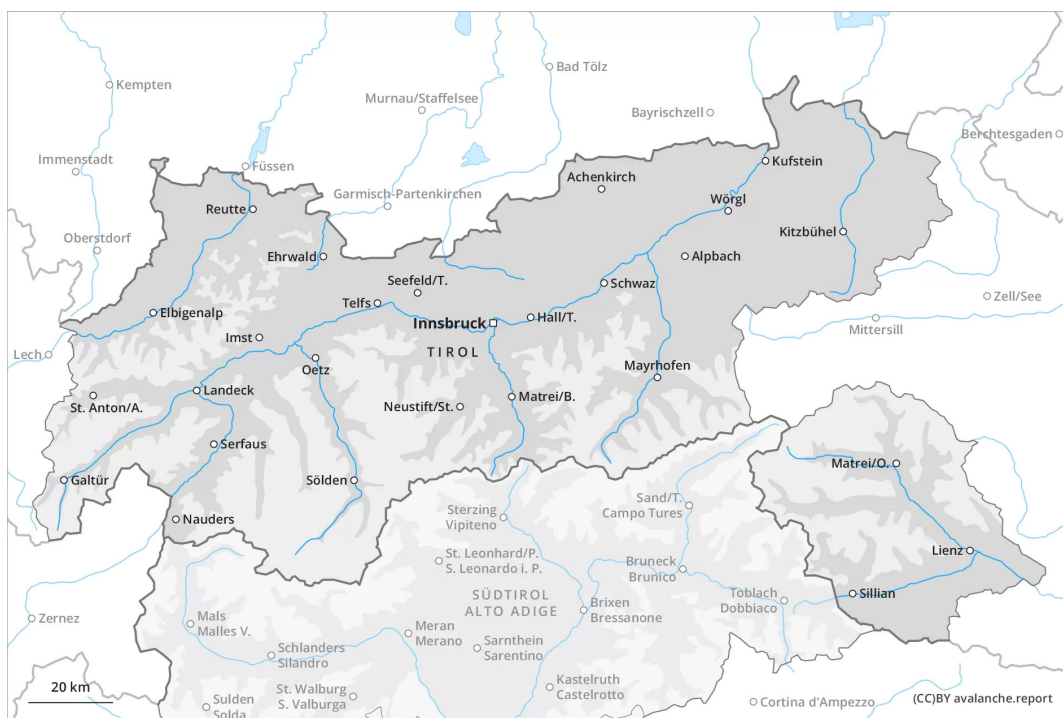 Kempten
Bad Tölz
Murnau/Staffelsee
Bayrischzell
Berchtesgaden
Immenstadt
Füssen
Kufstein
Achenkirch
Garmisch-Partenkirchen
Reutte
Wörgl
Oberstdorf
Kitzbühel
Ehrwald
Alpbach
Seefeld/T.
Schwaz
Zell/See
Telfs
Elbigenalp
Innsbruck
Hall/T.
Mittersill
Imst
TIROL
Lech
Oetz
Mayrhofen
Landeck
Matrei/B.
St. Anton/A.
Neustift/St.
Serfaus
Matrei/O.
Galtür
Sölden
Sand/T.
Campo Tures
Sterzing
Vipiteno
Nauders
Lienz
St. Leonhard/P.
S. Leonardo i. P.
Bruneck
Brunico
Sillian
SÜDTIROL
ALTO ADIGE
Toblach
Dobbiaco
Brixen
Bressanone
Zernez
Mals
Malles V.
Meran
Merano
Sarnthein
Sarentino
Schlanders
Silandro
Kastelruth
Castelrotto
20 km
St. Walburg
S. Valburga
Sulden
Solda
Cortina d'Ampezzo
(CC)BY avalanche.report